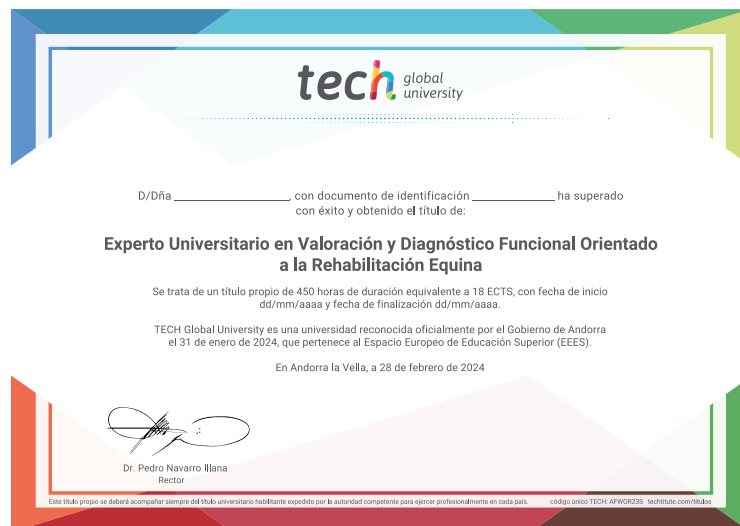 tech global university
D/Dña ______________, con documento de identificación ____________ ha superado
con éxito y obtenido el título de:
Experto Universitario en Valoración y Diagnóstico Funcional Orientado
a la Rehabilitación Equina
Se trata de un título propio de 450 horas de duración equivalente a 18 ECTS, con fecha de inicio
dd/mm/aaaa y fecha de finalización dd/mm/aaaa.
TECH Global University es una universidad reconocida oficialmente por el Gobierno de Andorra
el 31 de enero de 2024, que pertenece al Espacio Europeo de Educación Superior (EEES).
En Andorra la Vella, a 28 de febrero de 2024
Dr. Pedro Navarro Illana
Rector
Este título propio se deberá acompañar siempre del título universitario habilitante expedido por la autoridad competente para ejercer profesionalmente en cada país. código único TECH: AFWOR23S techtitute.com/titulos